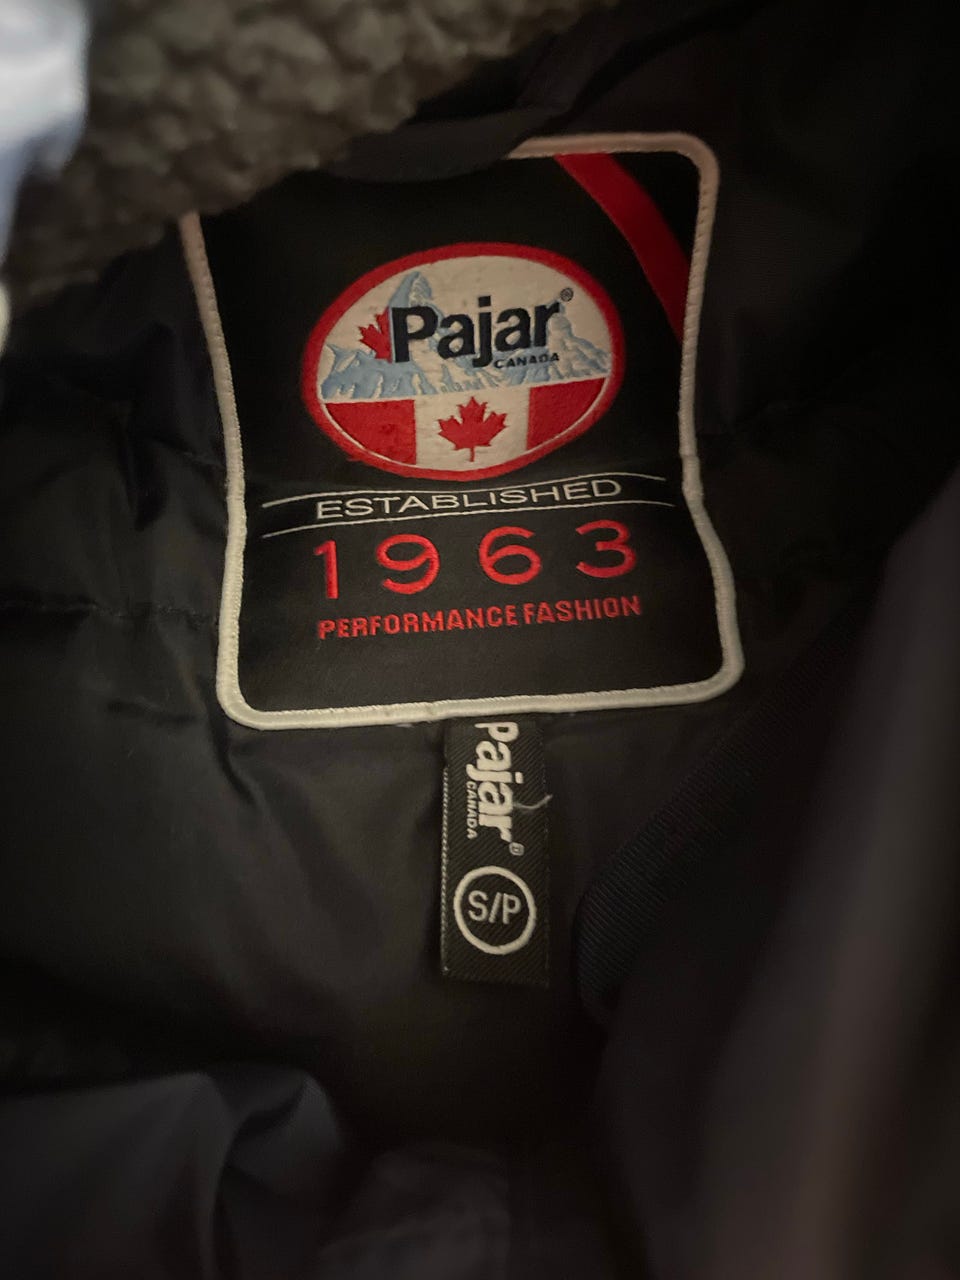 Pajar®
CANADA
ESTABLISHED
1963
PERFORMANCE FASHION
Pajar®
CANADA
S/P